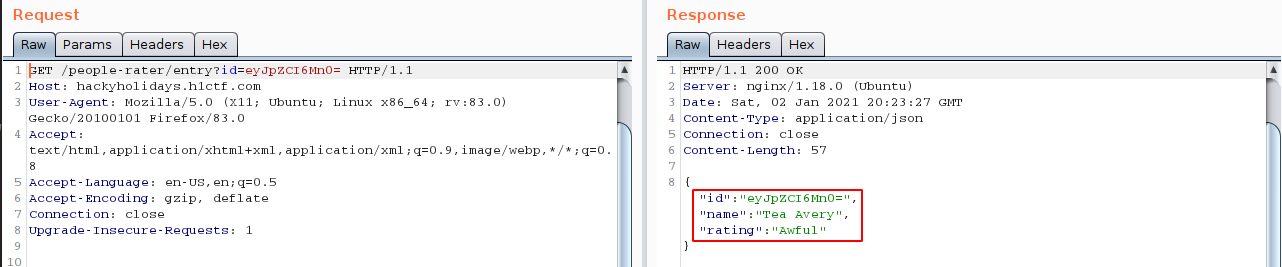 Request
Raw Params Headers Hex
1 GET /people-rater/entry?id=eyJpZCI6Mn0= HTTP/1.1
2 Host: hackyholidays.h1ctf.com
3 User-Agent: Mozilla/5.0 (X11; Ubuntu; Linux x86_64; rv:83.0)
Gecko/20100101 Firefox/83.0
4 Accept:
text/html,application/xhtml+xml,application/xml;q=0.9,image/webp,*/*;q=0.
8
5 Accept-Language: en-US,en;q=0.5
6 Accept-Encoding: gzip, deflate
7 Connection: close
8 Upgrade-Insecure-Requests: 1
9
10
Response
Raw Headers Hex
1 HTTP/1.1 200 OK
2 Server: nginx/1.18.0 (Ubuntu)
3 Date: Sat, 02 Jan 2021 20:23:27 GMT
4 Content-Type: application/json
5 Connection: close
6 Content-Length: 57
7
8 {
"id":"eyJpZCI6Mn0=",
"name":"Tea Avery",
"rating":"Awful"
}